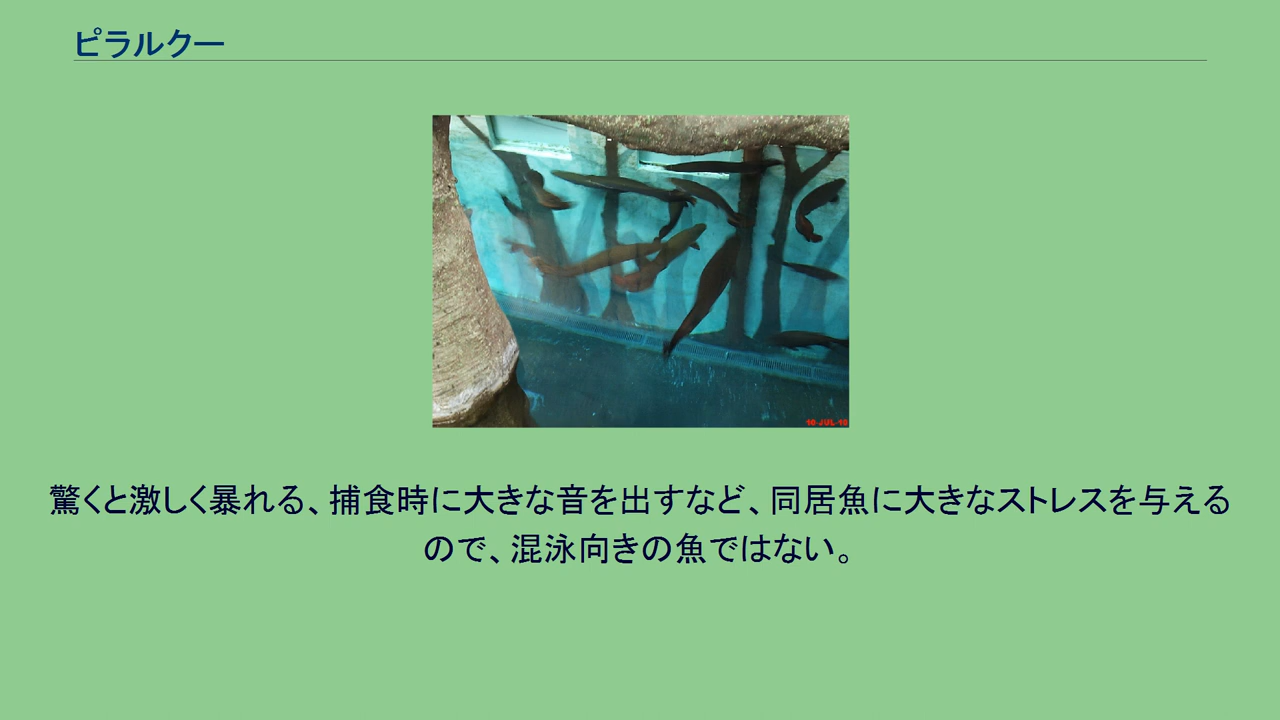 ピラルクー
10-JUL-10
驚くと激しく暴れる、捕食時に大きな音を出すなど、同居魚に大きなストレスを与える
ので、混泳向きの魚ではない。